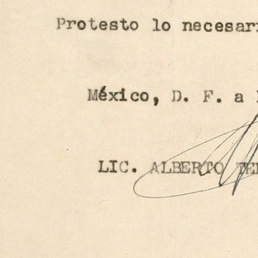 Protesto lo necesari
México, D. F. a
LIC. ALBERTO